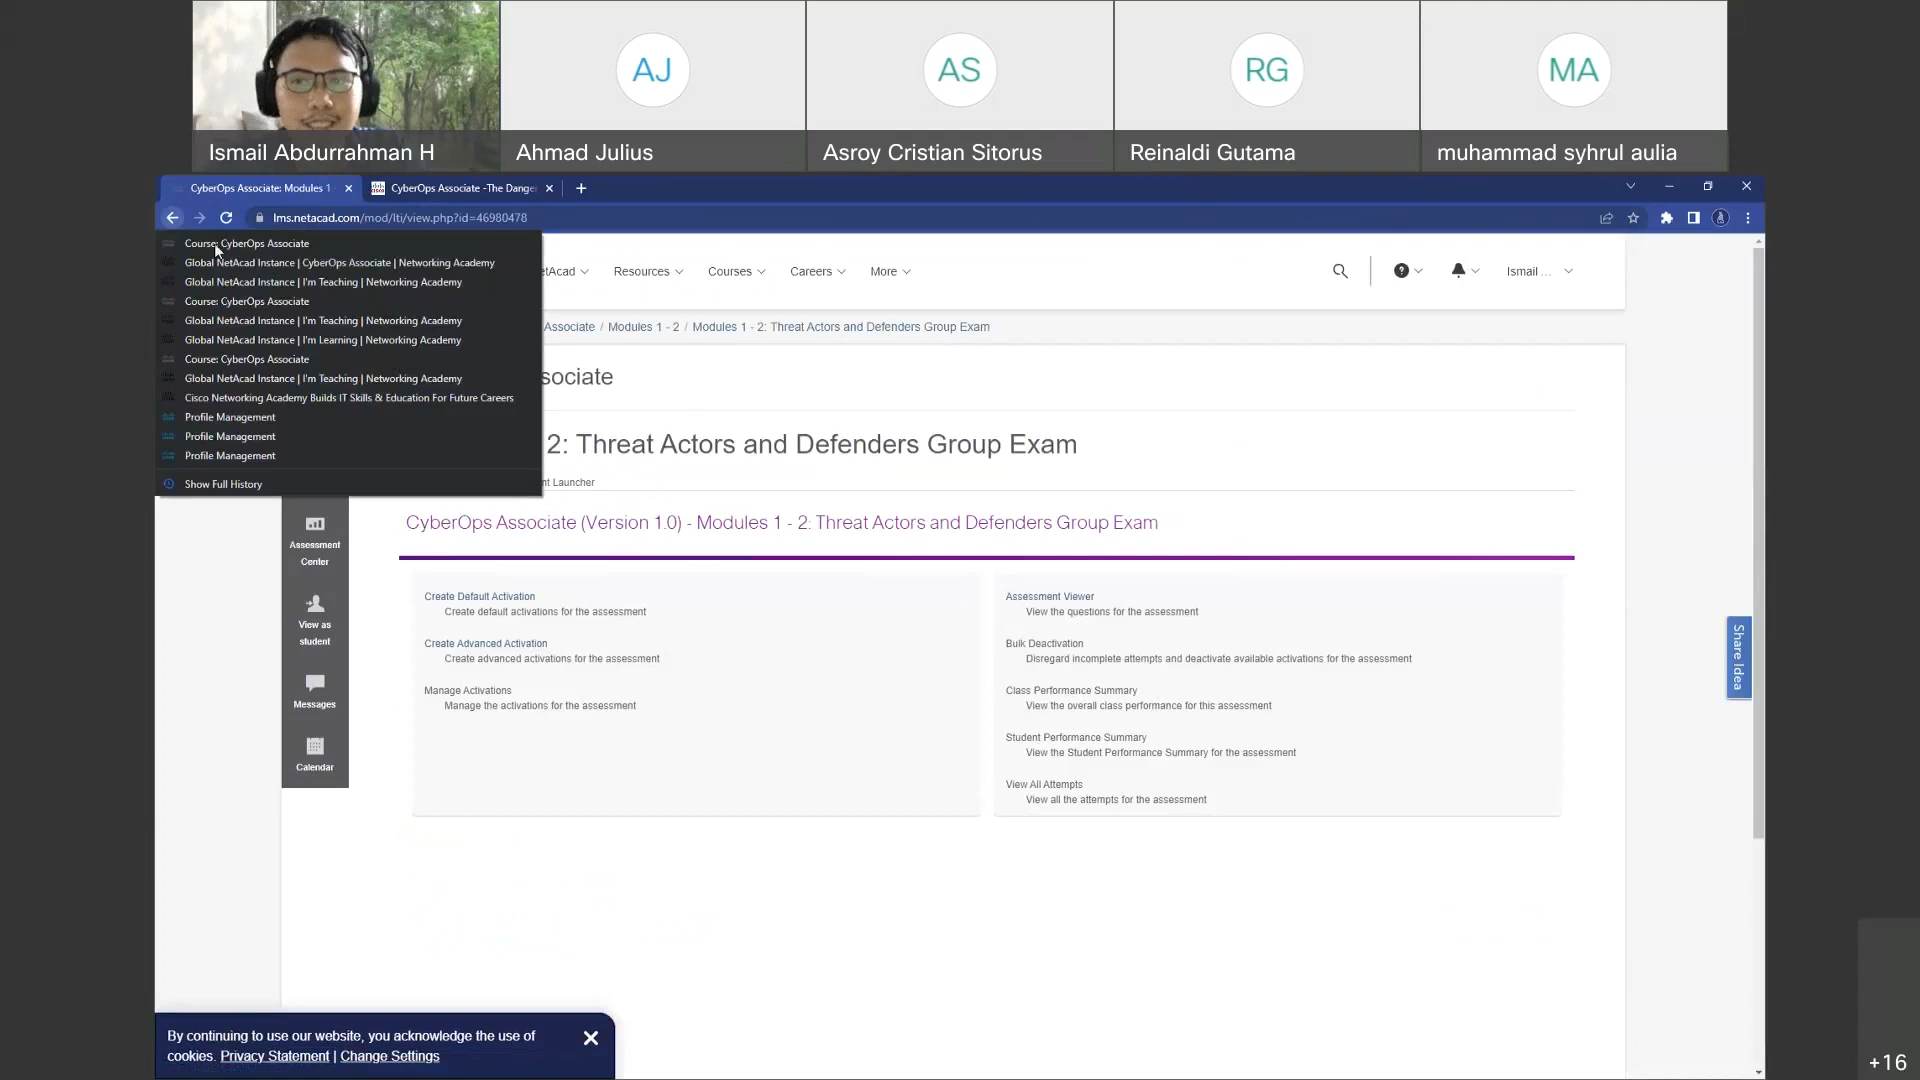 AJ
AS
RG
MA
Ismail Abdurrahman H
Ahmad Julius
Asroy Cristian Sitorus
Reinaldi Gutama
muhammad syhrul aulia
CyberOps Associate: Modules 1
CyberOps Associate -The Dange
lms.netacad.com/mod/lti/view.php?id=46980478
Course: CyberOps Associate
Global NetAcad Instance | CyberOps Associate | Networking Academy
Global NetAcad Instance | I'm Teaching | Networking Academy
Course: CyberOps Associate
Global NetAcad Instance | I'm Teaching | Networking Academy
Global NetAcad Instance | I'm Learning | Networking Academy
Course: CyberOps Associate
Global NetAcad Instance | I'm Teaching | Networking Academy
Cisco Networking Academy Builds IT Skills & Education For Future Careers
Profile Management
Profile Management
Profile Management
Show Full History
etAcad Resources Courses Careers More
Ismail ...
Associate / Modules 1 - 2 / Modules 1 - 2: Threat Actors and Defenders Group Exam
sociate
2: Threat Actors and Defenders Group Exam
nt Launcher
CyberOps Associate (Version 1.0) - Modules 1 - 2: Threat Actors and Defenders Group Exam
Assessment
Center
View as
student
Messages
Calendar
Create Default Activation
Create default activations for the assessment
Create Advanced Activation
Create advanced activations for the assessment
Manage Activations
Manage the activations for the assessment
Assessment Viewer
View the questions for the assessment
Bulk Deactivation
Disregard incomplete attempts and deactivate available activations for the assessment
Class Performance Summary
View the overall class performance for this assessment
Student Performance Summary
View the Student Performance Summary for the assessment
View All Attempts
View all the attempts for the assessment
Share Idea
By continuing to use our website, you acknowledge the use of
cookies. Privacy Statement | Change Settings
+16